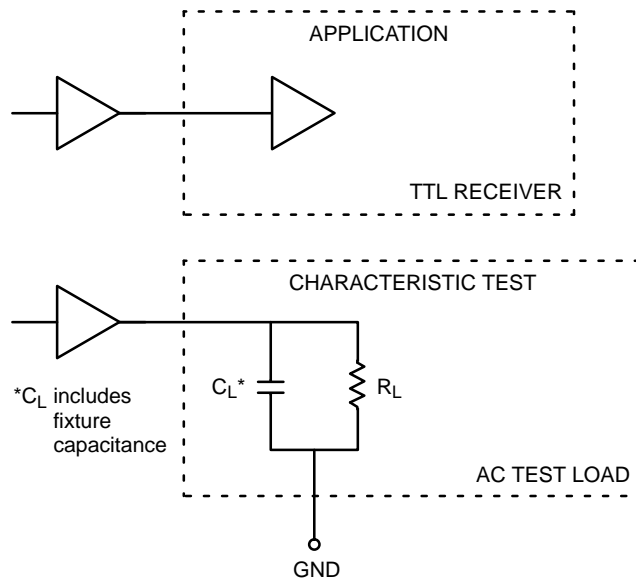 APPLICATION
TTL RECEIVER
CHARACTERISTIC TEST
*CL includes
fixture
capacitance
CL*
RL
AC TEST LOAD
GND